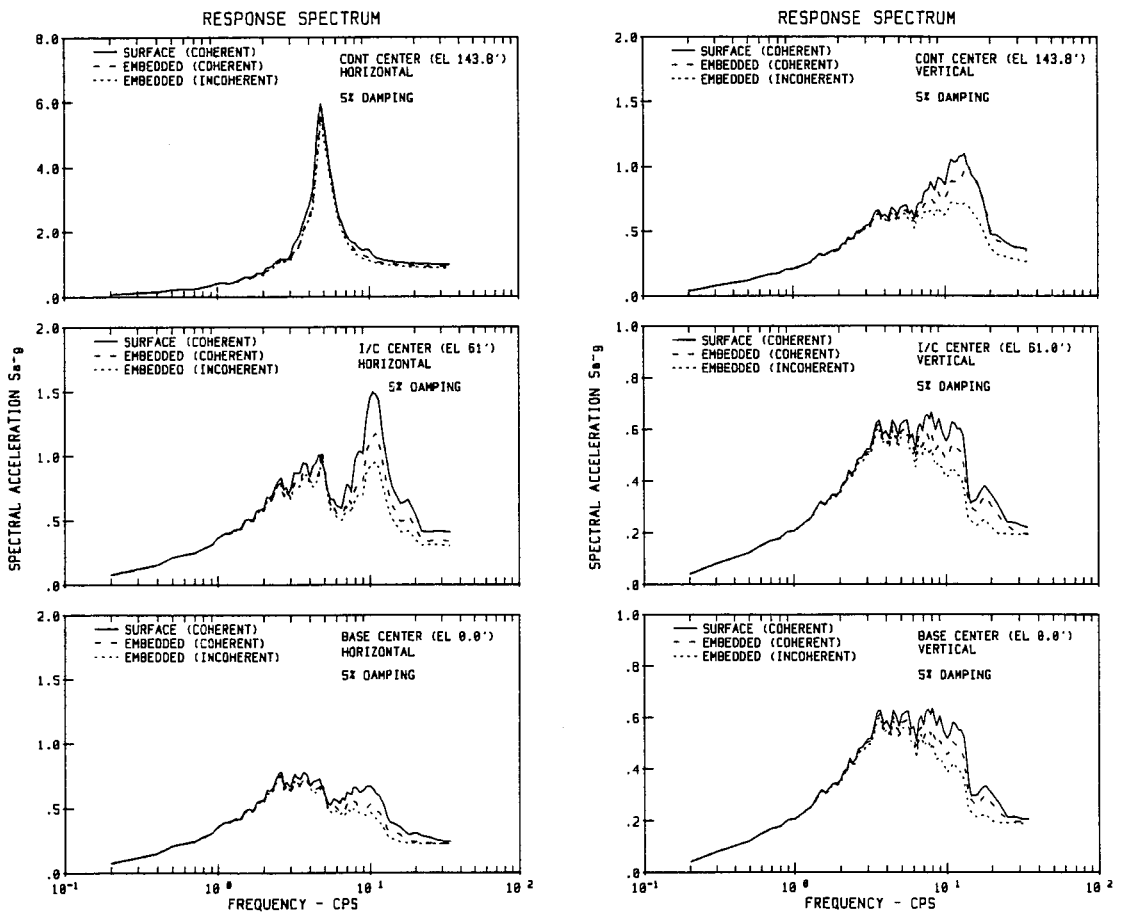 RESPONSE SPECTRUM
8.0
6.0
4.0
2.0
.0
SURFACE (COHERENT)
EMBEDDED (COHERENT)
EMBEDDED (INCOHERENT)
CONT CENTER (EL 143.8')
HORIZONTAL
5% DAMPING
2.0
1.5
1.0
.5
.0
SURFACE (COHERENT)
EMBEDDED (COHERENT)
EMBEDDED (INCOHERENT)
I/C CENTER (EL 61')
HORIZONTAL
5% DAMPING
SPECTRAL ACCELERATION Sa-g
2.0
1.5
1.0
.5
.0
SURFACE (COHERENT)
EMBEDDED (COHERENT)
EMBEDDED (INCOHERENT)
BASE CENTER (EL 0.0')
HORIZONTAL
5% DAMPING
10⁻¹ 10⁰ 10¹ 10²
FREQUENCY - CPS
RESPONSE SPECTRUM
2.0
1.5
1.0
.5
.0
SURFACE (COHERENT)
EMBEDDED (COHERENT)
EMBEDDED (INCOHERENT)
CONT CENTER (EL 143.8')
VERTICAL
5% DAMPING
1.0
.8
.6
.4
.2
.0
SURFACE (COHERENT)
EMBEDDED (COHERENT)
EMBEDDED (INCOHERENT)
I/C CENTER (EL 61.0')
VERTICAL
5% DAMPING
SPECTRAL ACCELERATION Sa-g
1.0
.8
.6
.4
.2
.0
SURFACE (COHERENT)
EMBEDDED (COHERENT)
EMBEDDED (INCOHERENT)
BASE CENTER (EL 0.0')
VERTICAL
5% DAMPING
10⁻¹ 10⁰ 10¹ 10²
FREQUENCY - CPS